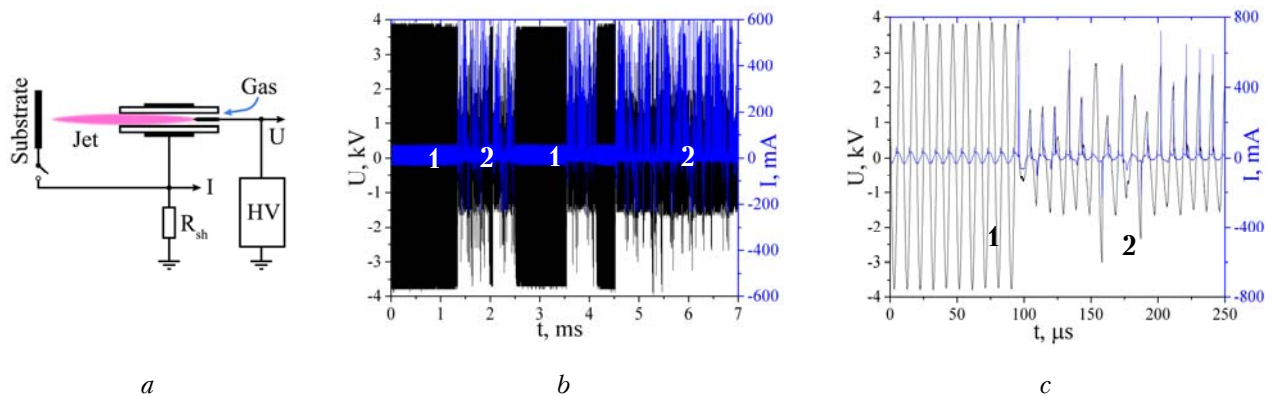 Gas
Substrate
Jet
U
I
R_sh
HV
U, kV
4
3
2
1
0
-1
-2
-3
-4
1
2
1
2
600
400
200
0
-200
-400
-600
I, mA
0 1 2 3 4 5 6 7
t, ms
U, kV
4
3
2
1
0
-1
-2
-3
-4
1
2
800
400
0
-400
-800
I, mA
0 50 100 150 200 250
t, μs
a b c